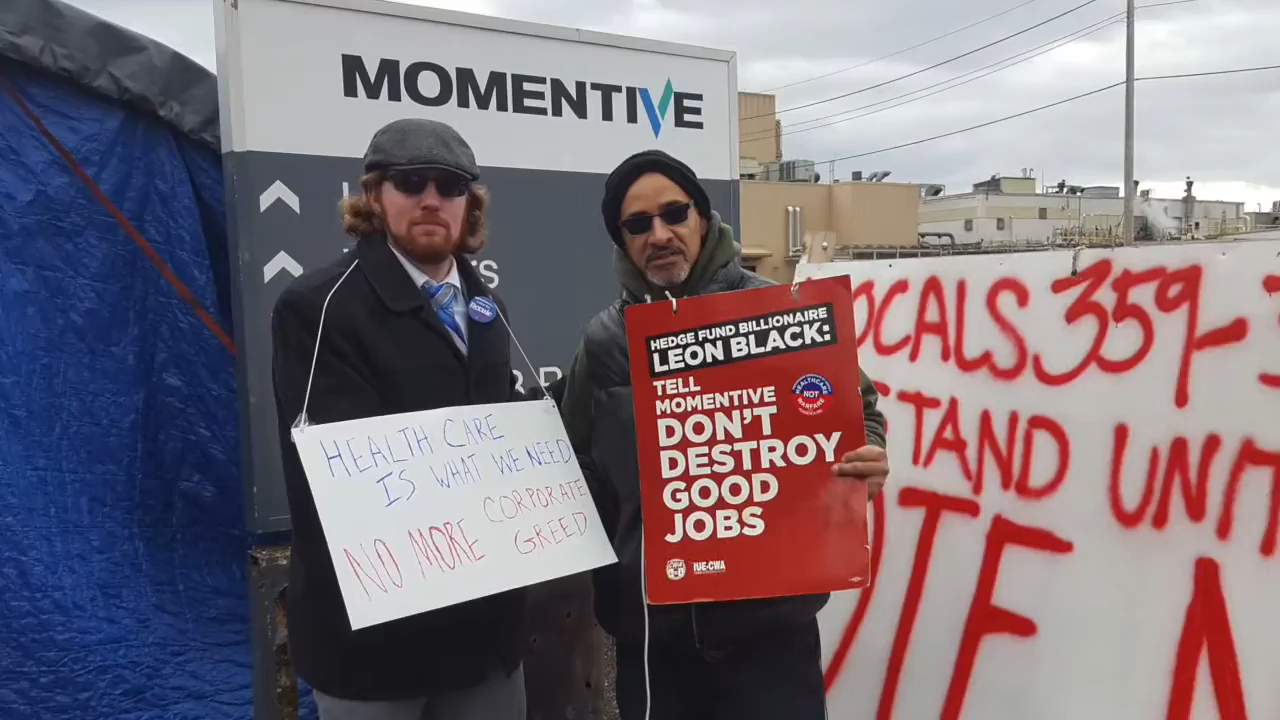 MOMENTIVE
HEALTH CARE
IS WHAT WE NEED
NO MORE CORPORATE
GREED
HEDGE FUND BILLIONAIRE
LEON BLACK:
TELL
MOMENTIVE
DON'T
DESTROY
GOOD
JOBS
HEALTHCARE
NOT
WARFARE
IUE-CWA
LOCALS 359-
STAND UNIT